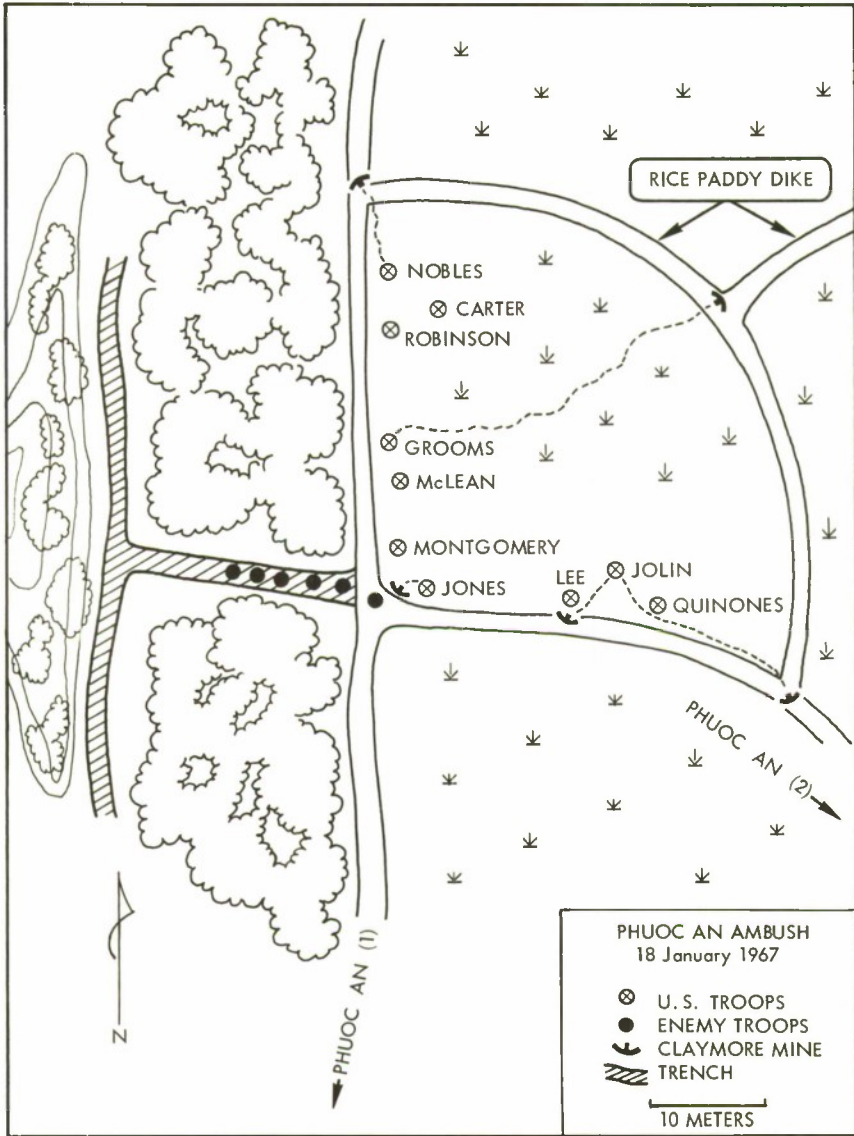 RICE PADDY DIKE
NOBLES
CARTER
ROBINSON
GROOMS
McLEAN
MONTGOMERY
JONES
LEE
JOLIN
QUINONES
PHUOC AN (2)
PHUOC AN (1)
N
PHUOC AN AMBUSH
18 January 1967
U.S. TROOPS
ENEMY TROOPS
CLAYMORE MINE
TRENCH
10 METERS